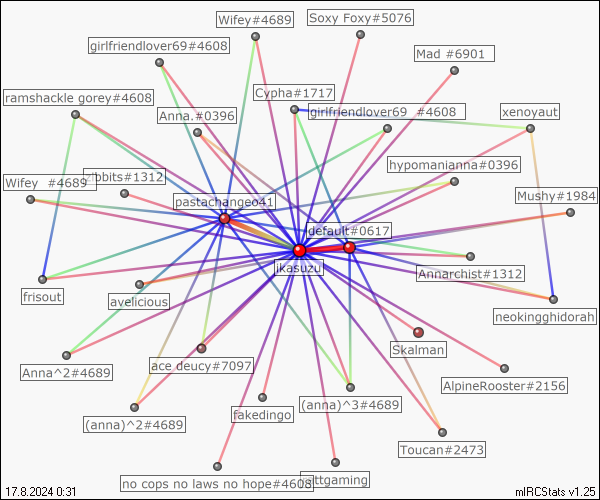 Wifey#4689
Soxy Foxy#5076
girlfriendlover69#4608
Mad #6901
ramshackle gorey#4608
Cypha#1717
Anna.#0396
girlfriendlover69 #4608
xenoyaut
hypomanianna#0396
Wifey #4689
zibbits#1312
Mushy#1984
pastachangeo41
default#0617
ikasuzu
Annarchist#1312
frisout
avelicious
neokingghidorah
Skalman
Anna^2#4689
ace deucy#7097
AlpineRooster#2156
(anna)^2#4689
fakedingo
(anna)^3#4689
Toucan#2473
no cops no laws no hope#4608
17.8.2024 0:31
mIRCStats v1.25